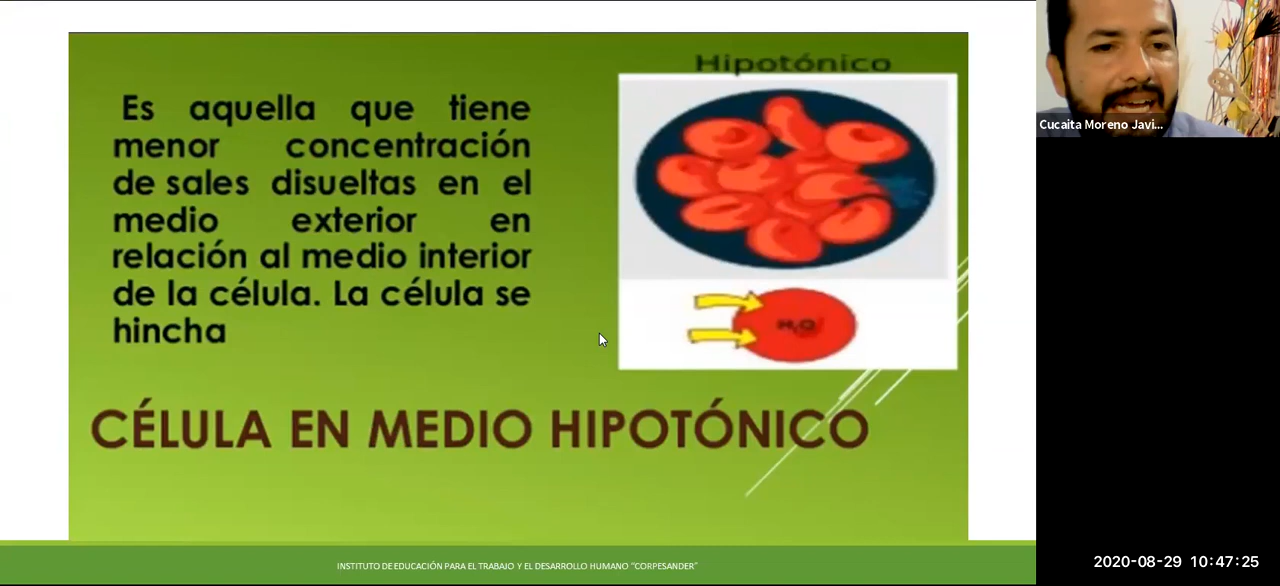 Hipotónico
Es aquella que tiene
menor concentración
de sales disueltas en el
medio exterior en
relación al medio interior
de la célula. La célula se
hincha
H₂O
CÉLULA EN MEDIO HIPOTÓNICO
INSTITUTO DE EDUCACIÓN PARA EL TRABAJO Y EL DESARROLLO HUMANO "CORPESANDER"
Cucaita Moreno Javi...
2020-08-29 10:47:25